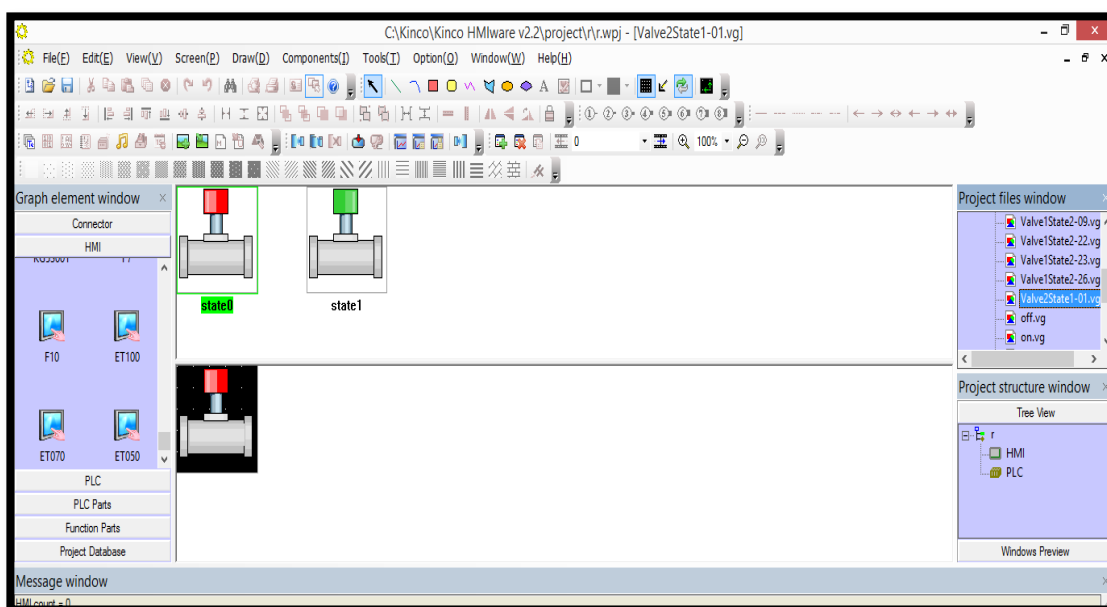 C:\Kinco\Kinco HMIware v2.2\project\r\r.wpj - [Valve2State1-01.vg]
File(F) Edit(E) View(V) Screen(P) Draw(D) Components(J) Tools(T) Option(O) Window(W) Help(H)
A
0 100%
Graph element window
Connector
HMI
F10 ET100
ET070 ET050
PLC
PLC Parts
Function Parts
Project Database
state0 state1
Project files window
Valve1State2-09.vg
Valve1State2-22.vg
Valve1State2-23.vg
Valve1State2-26.vg
Valve2State1-01.vg
off.vg
on.vg
Project structure window
Tree View
r
HMI
PLC
Windows Preview
Message window
HMI count = 0